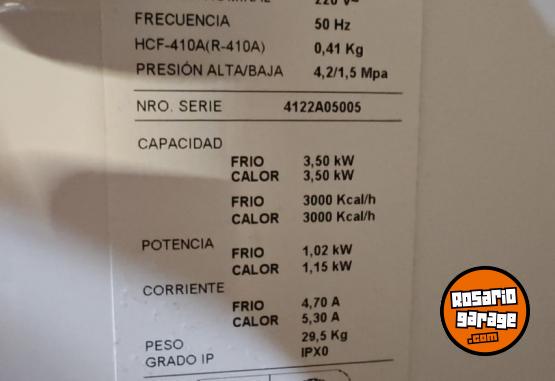 220 V~
FRECUENCIA 50 Hz
HCF-410A(R-410A) 0,41 Kg
PRESIÓN ALTA/BAJA 4,2/1,5 Mpa
NRO. SERIE 4122A05005
CAPACIDAD
FRIO 3,50 kW
CALOR 3,50 kW
FRIO 3000 Kcal/h
CALOR 3000 Kcal/h
POTENCIA
FRIO 1,02 kW
CALOR 1,15 kW
CORRIENTE
FRIO 4,70 A
CALOR 5,30 A
PESO 29,5 Kg
GRADO IP IPX0
Rosario
garage
.com